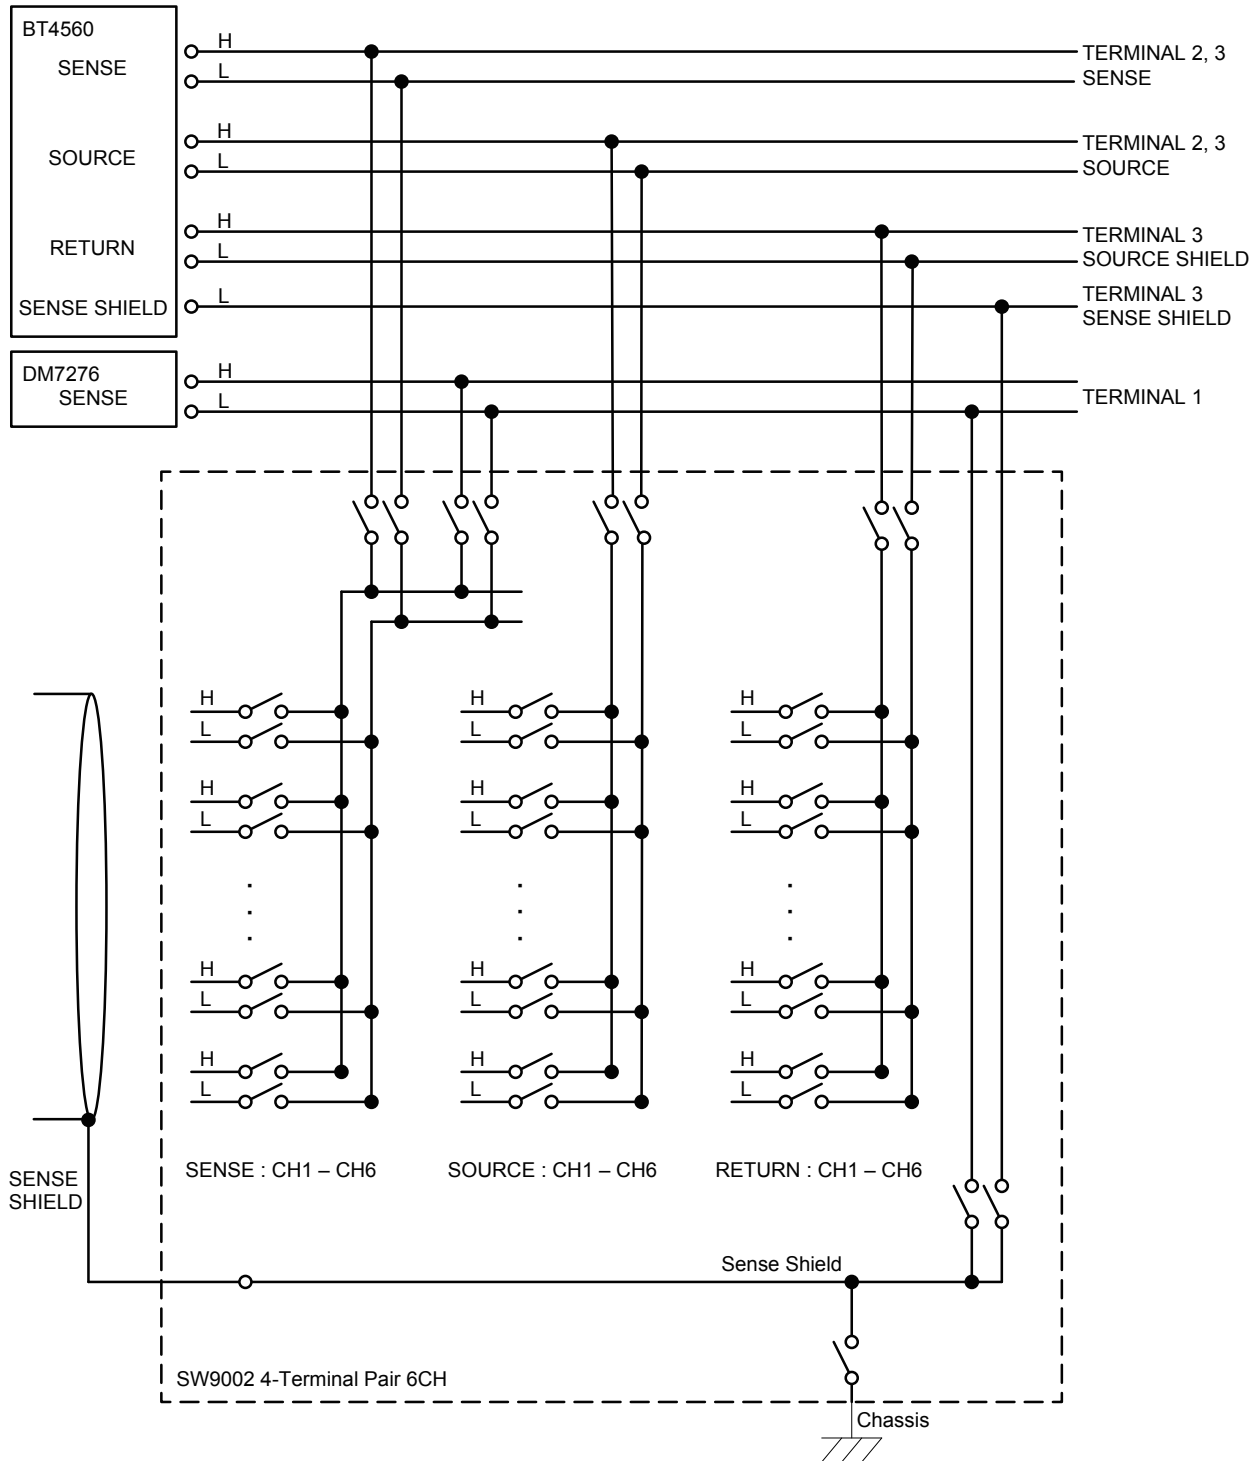 BT4560
SENSE
H
L
TERMINAL 2, 3
SENSE
SOURCE
H
L
TERMINAL 2, 3
SOURCE
RETURN
H
L
TERMINAL 3
SOURCE SHIELD
SENSE SHIELD
L
TERMINAL 3
SENSE SHIELD
DM7276
SENSE
H
L
TERMINAL 1
H
L
H
L
H
L
H
L
H
L
H
L
H
L
H
L
H
L
H
L
H
L
H
L
SENSE : CH1 – CH6
SOURCE : CH1 – CH6
RETURN : CH1 – CH6
SENSE
SHIELD
Sense Shield
SW9002 4-Terminal Pair 6CH
Chassis